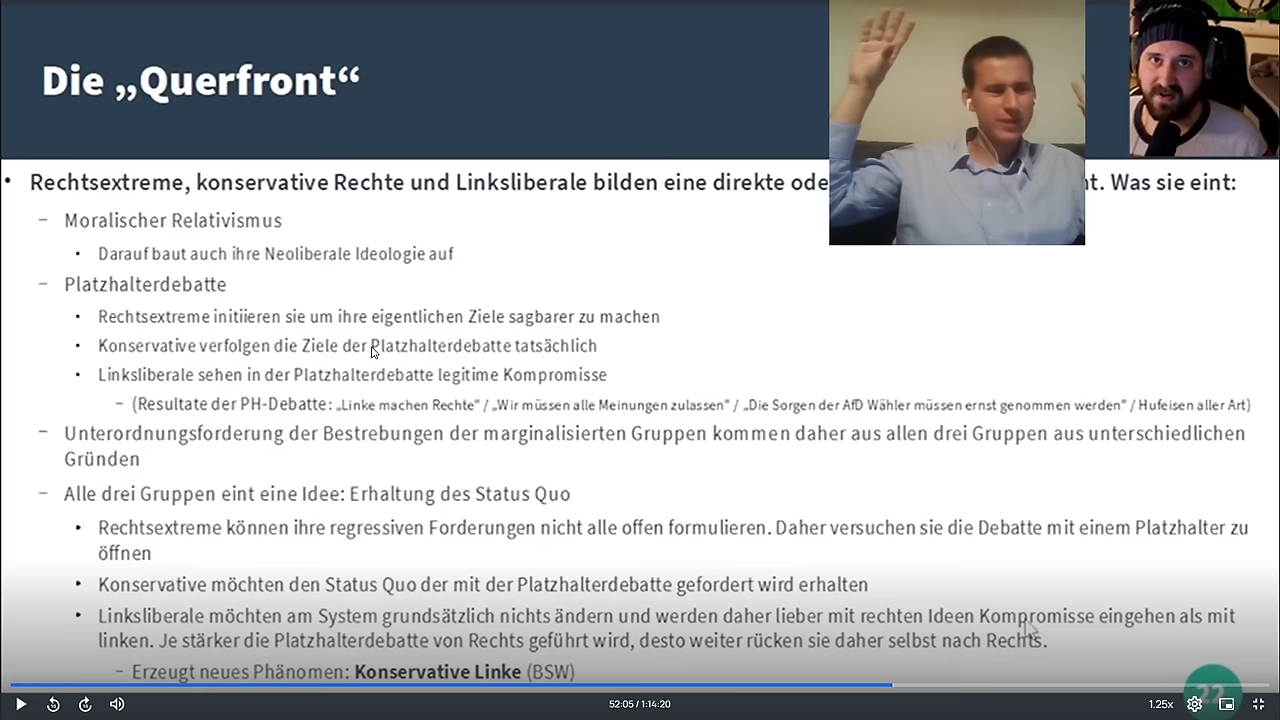 Die „Querfront“
• Rechtsextreme, konservative Rechte und Linksliberale bilden eine direkte ode t. Was sie eint:
– Moralischer Relativismus
• Darauf baut auch ihre Neoliberale Ideologie auf
– Platzhalterdebatte
• Rechtsextreme initiieren sie um ihre eigentlichen Ziele sagbarer zu machen
• Konservative verfolgen die Ziele der Platzhalterdebatte tatsächlich
• Linksliberale sehen in der Platzhalterdebatte legitime Kompromisse
– (Resultate der PH-Debatte: „Linke machen Rechte“ / „Wir müssen alle Meinungen zulassen“ / „Die Sorgen der AfD Wähler müssen ernst genommen werden“ / Hufeisen aller Art)
– Unterordnungsforderung der Bestrebungen der marginalisierten Gruppen kommen daher aus allen drei Gruppen aus unterschiedlichen
Gründen
– Alle drei Gruppen eint eine Idee: Erhaltung des Status Quo
• Rechtsextreme können ihre regressiven Forderungen nicht alle offen formulieren. Daher versuchen sie die Debatte mit einem Platzhalter zu
öffnen
• Konservative möchten den Status Quo der mit der Platzhalterdebatte gefordert wird erhalten
• Linksliberale möchten am System grundsätzlich nichts ändern und werden daher lieber mit rechten Ideen Kompromisse eingehen als mit
linken. Je stärker die Platzhalterdebatte von Rechts geführt wird, desto weiter rücken sie daher selbst nach Rechts.
– Erzeugt neues Phänomen: Konservative Linke (BSW)
22
52:05 / 1:14:20
1.25x